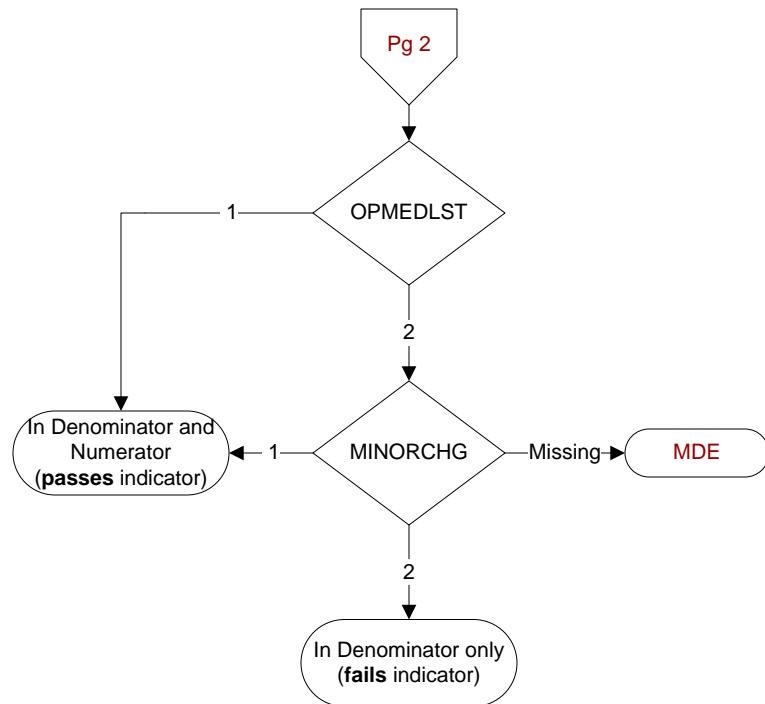 Pg 2
OPMEDLST
1
2
In Denominator and
Numerator
(passes indicator)
1
MINORCHG
Missing
MDE
2
In Denominator only
(fails indicator)